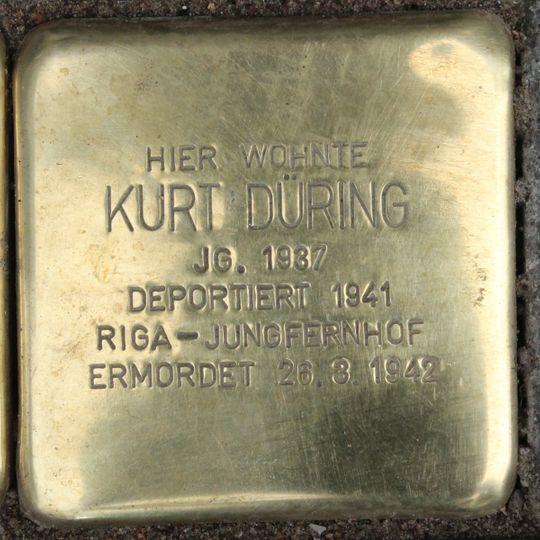 HIER WOHNTE
KURT DÜRING
JG. 1937
DEPORTIERT 1941
RIGA-JUNGFERNHOF
ERMORDET 26.3.1942